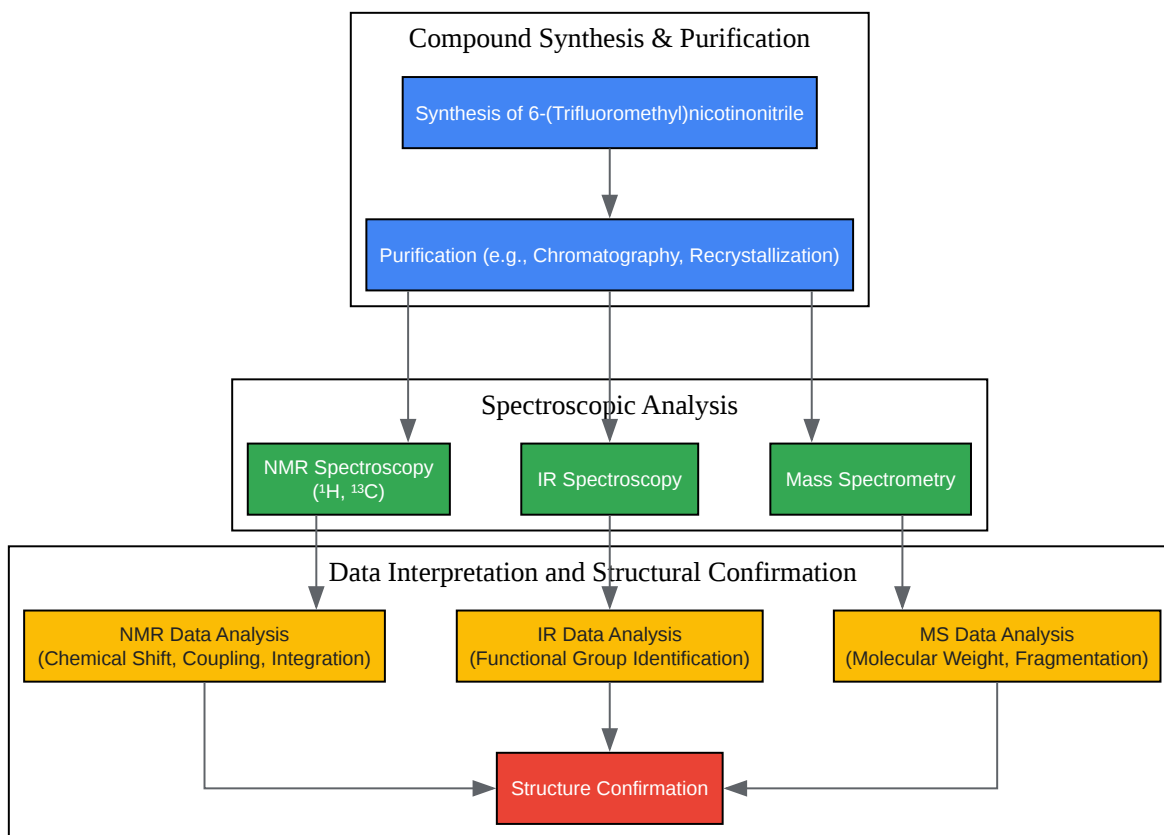 Compound Synthesis & Purification
Synthesis of 6-(Trifluoromethyl)nicotinonitrile
Purification (e.g., Chromatography, Recrystallization)
Spectroscopic Analysis
NMR Spectroscopy
(¹H, ¹³C)
IR Spectroscopy
Mass Spectrometry
Data Interpretation and Structural Confirmation
NMR Data Analysis
(Chemical Shift, Coupling, Integration)
IR Data Analysis
(Functional Group Identification)
MS Data Analysis
(Molecular Weight, Fragmentation)
Structure Confirmation